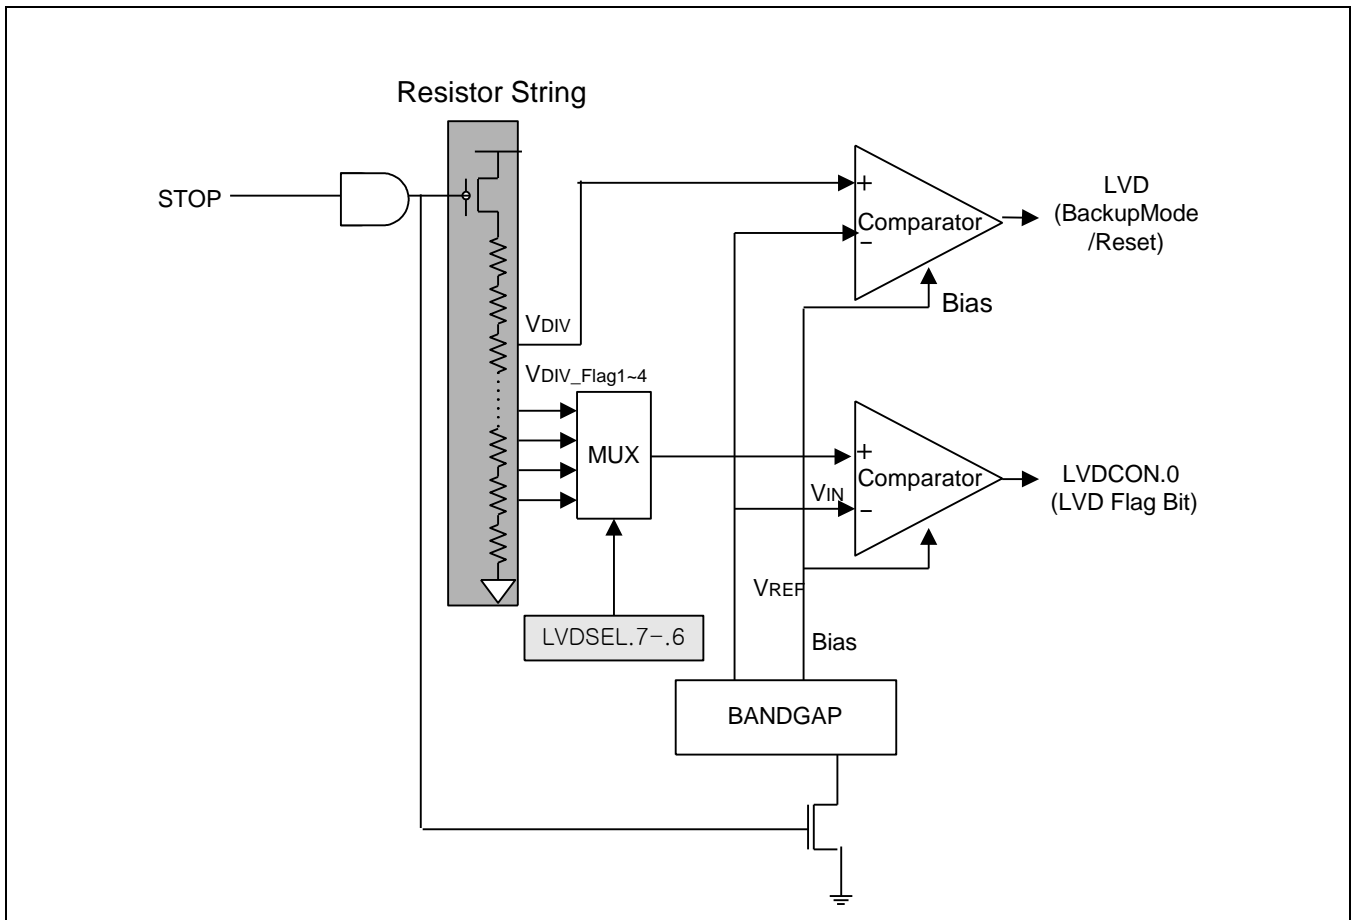 Resistor String
STOP
+
Comparator
−
LVD
(BackupMode
/Reset)
Bias
VDIV
VDIV_Flag1~4
MUX
+
Comparator
VIN
−
LVDCON.0
(LVD Flag Bit)
VREF
LVDSEL.7-.6
Bias
BANDGAP